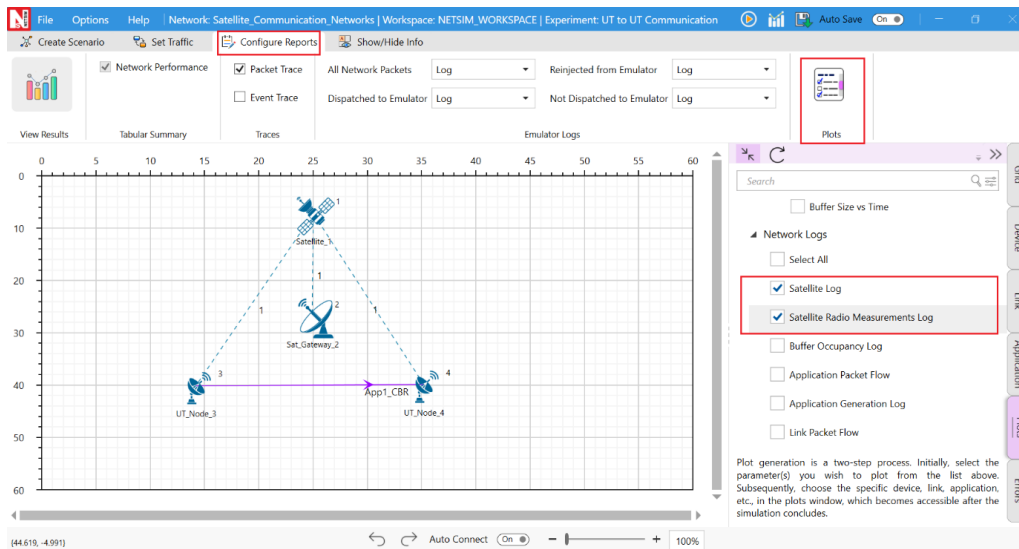 N File Options Help Network: Satellite_Communication_Networks | Workspace: NETSIM_WORKSPACE | Experiment: UT to UT Communication Auto Save On
Create Scenario Set Traffic Configure Reports Show/Hide Info
Network Performance Packet Trace All Network Packets Log Reinjected from Emulator Log
Event Trace Dispatched to Emulator Log Not Dispatched to Emulator Log
View Results Tabular Summary Traces Emulator Logs Plots
0 5 10 15 20 25 30 35 40 45 50 55 60
0
10
20
30
40
50
60
1
Satellite_1
1
1
1
2
Sat_Gateway_2
3
4
App1_CBR
UT_Node_3
UT_Node_4
Search
Buffer Size vs Time
Network Logs
Select All
Satellite Log
Satellite Radio Measurements Log
Buffer Occupancy Log
Application Packet Flow
Application Generation Log
Link Packet Flow
Plot generation is a two-step process. Initially, select the
parameter(s) you wish to plot from the list above.
Subsequently, choose the specific device, link, application,
etc., in the plots window, which becomes accessible after the
simulation concludes.
Grid
Device
Link
Application
Errors
(44.619, -4.991) Auto Connect On 100%